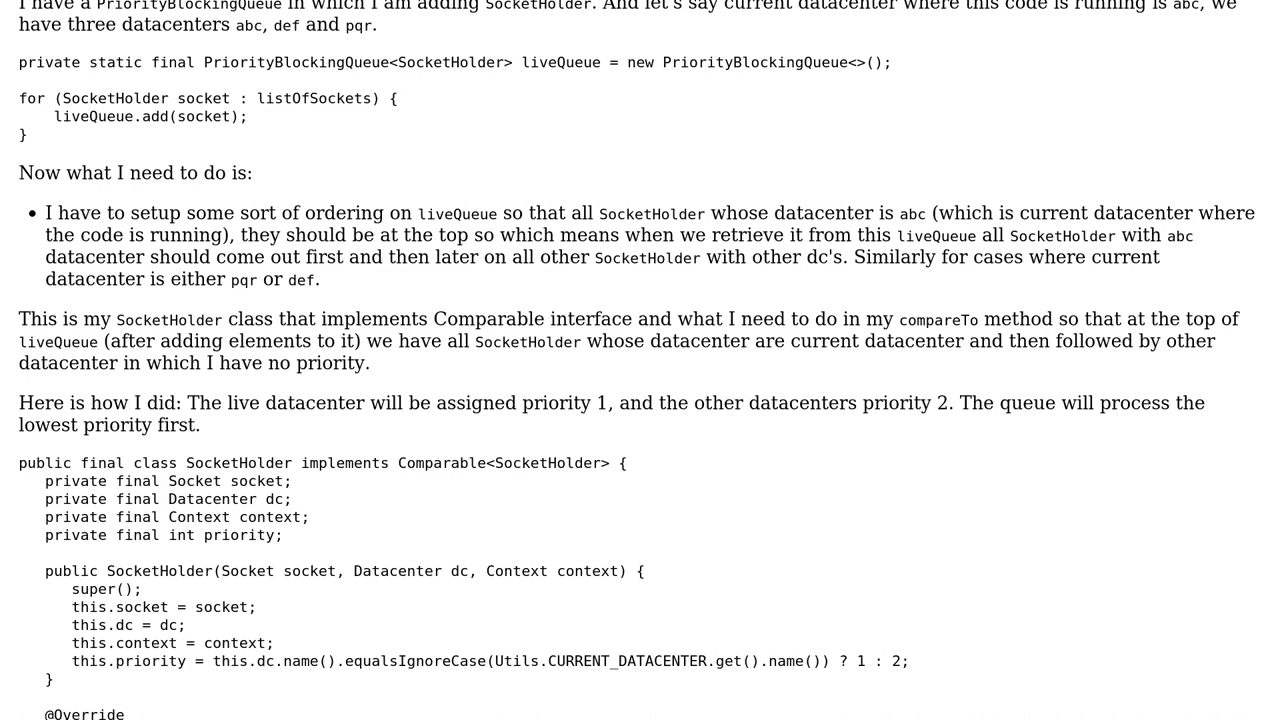 I have a PriorityBlockingQueue in which I am adding SocketHolder. And let's say current datacenter where this code is running is abc, we
have three datacenters abc, def and pqr.
private static final PriorityBlockingQueue<SocketHolder> liveQueue = new PriorityBlockingQueue<>();
for (SocketHolder socket : listOfSockets) {
    liveQueue.add(socket);
}
Now what I need to do is:
• I have to setup some sort of ordering on liveQueue so that all SocketHolder whose datacenter is abc (which is current datacenter where
the code is running), they should be at the top so which means when we retrieve it from this liveQueue all SocketHolder with abc
datacenter should come out first and then later on all other SocketHolder with other dc's. Similarly for cases where current
datacenter is either pqr or def.
This is my SocketHolder class that implements Comparable interface and what I need to do in my compareTo method so that at the top of
liveQueue (after adding elements to it) we have all SocketHolder whose datacenter are current datacenter and then followed by other
datacenter in which I have no priority.
Here is how I did: The live datacenter will be assigned priority 1, and the other datacenters priority 2. The queue will process the
lowest priority first.
public final class SocketHolder implements Comparable<SocketHolder> {
   private final Socket socket;
   private final Datacenter dc;
   private final Context context;
   private final int priority;
   public SocketHolder(Socket socket, Datacenter dc, Context context) {
      super();
      this.socket = socket;
      this.dc = dc;
      this.context = context;
      this.priority = this.dc.name().equalsIgnoreCase(Utils.CURRENT_DATACENTER.get().name()) ? 1 : 2;
   }
   @Override